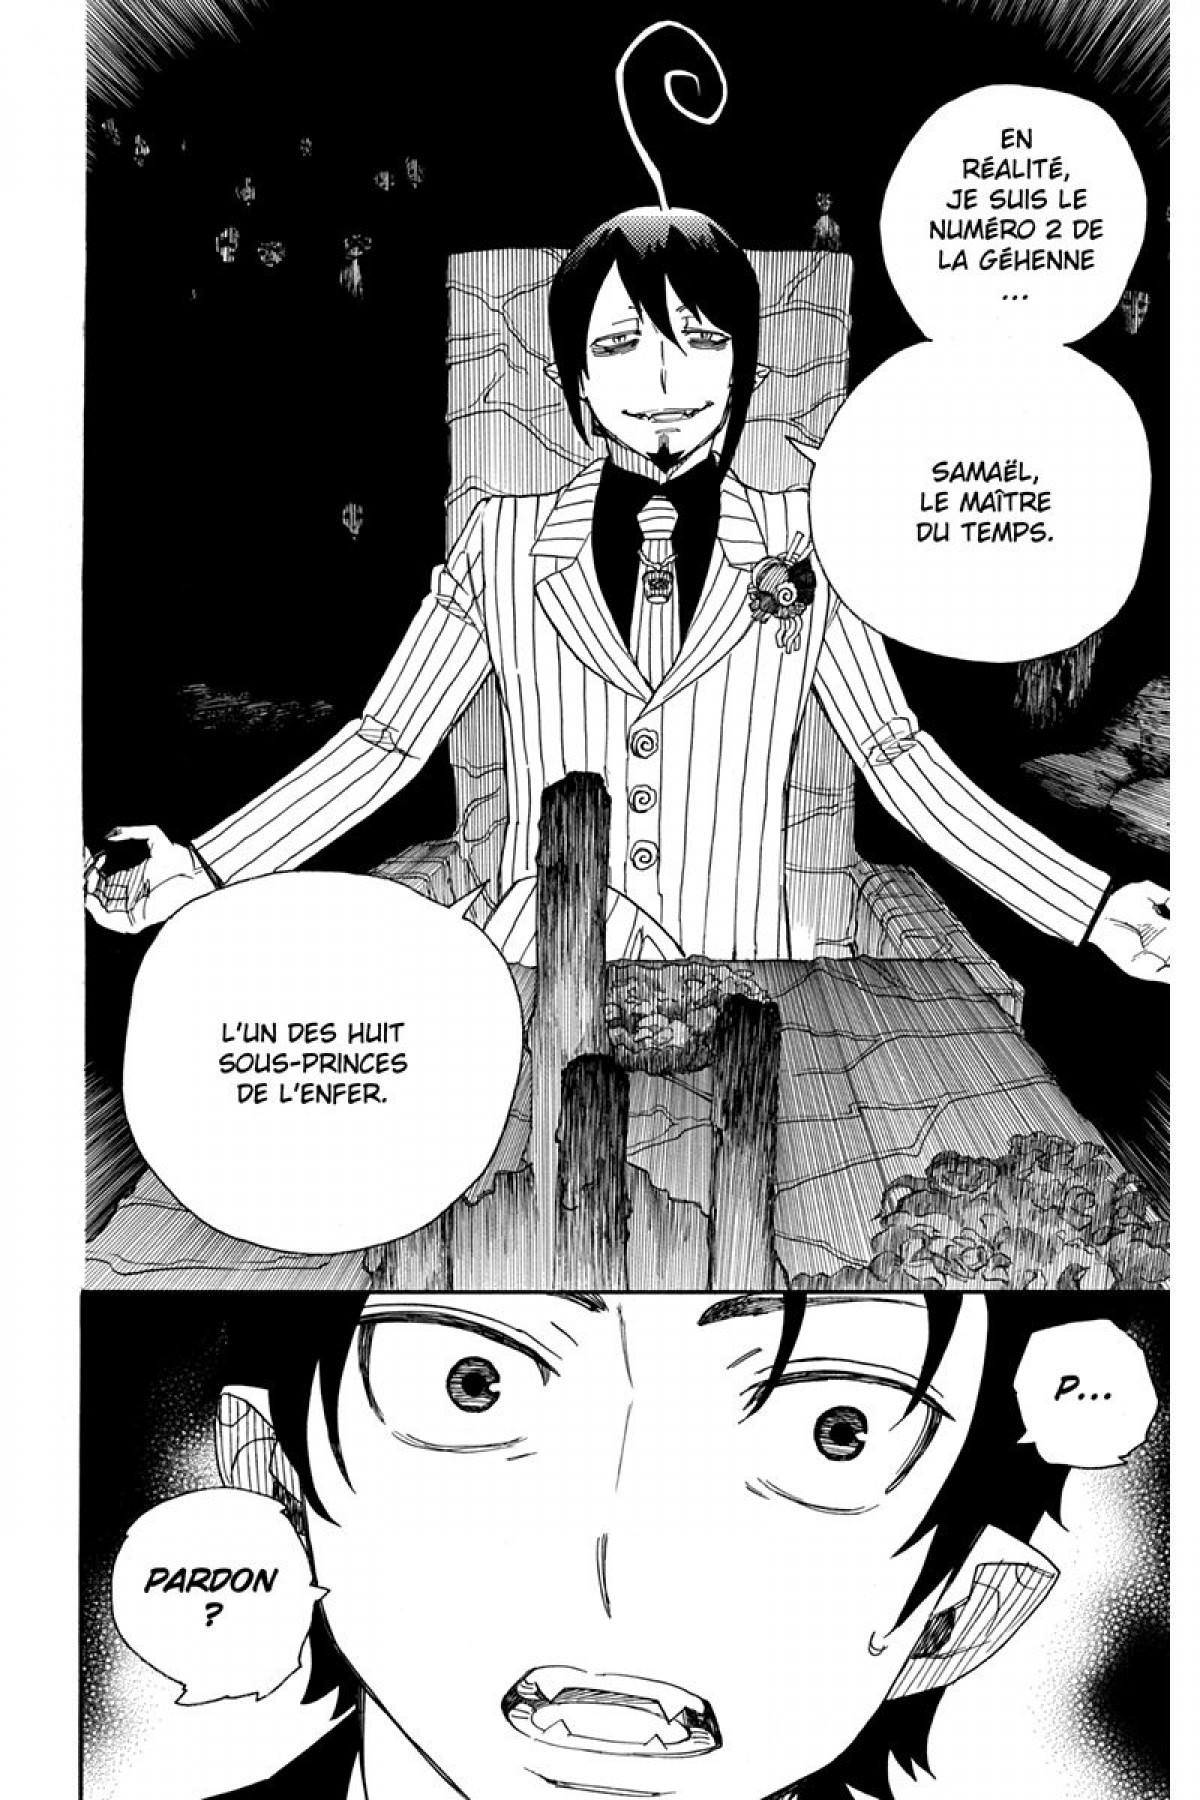 EN
RÉALITÉ,
JE SUIS LE
NUMÉRO 2 DE
LA GÉHENNE
...
SAMAËL,
LE MAÎTRE
DU TEMPS.
L'UN DES HUIT
SOUS-PRINCES
DE L'ENFER.
P...
PARDON
?